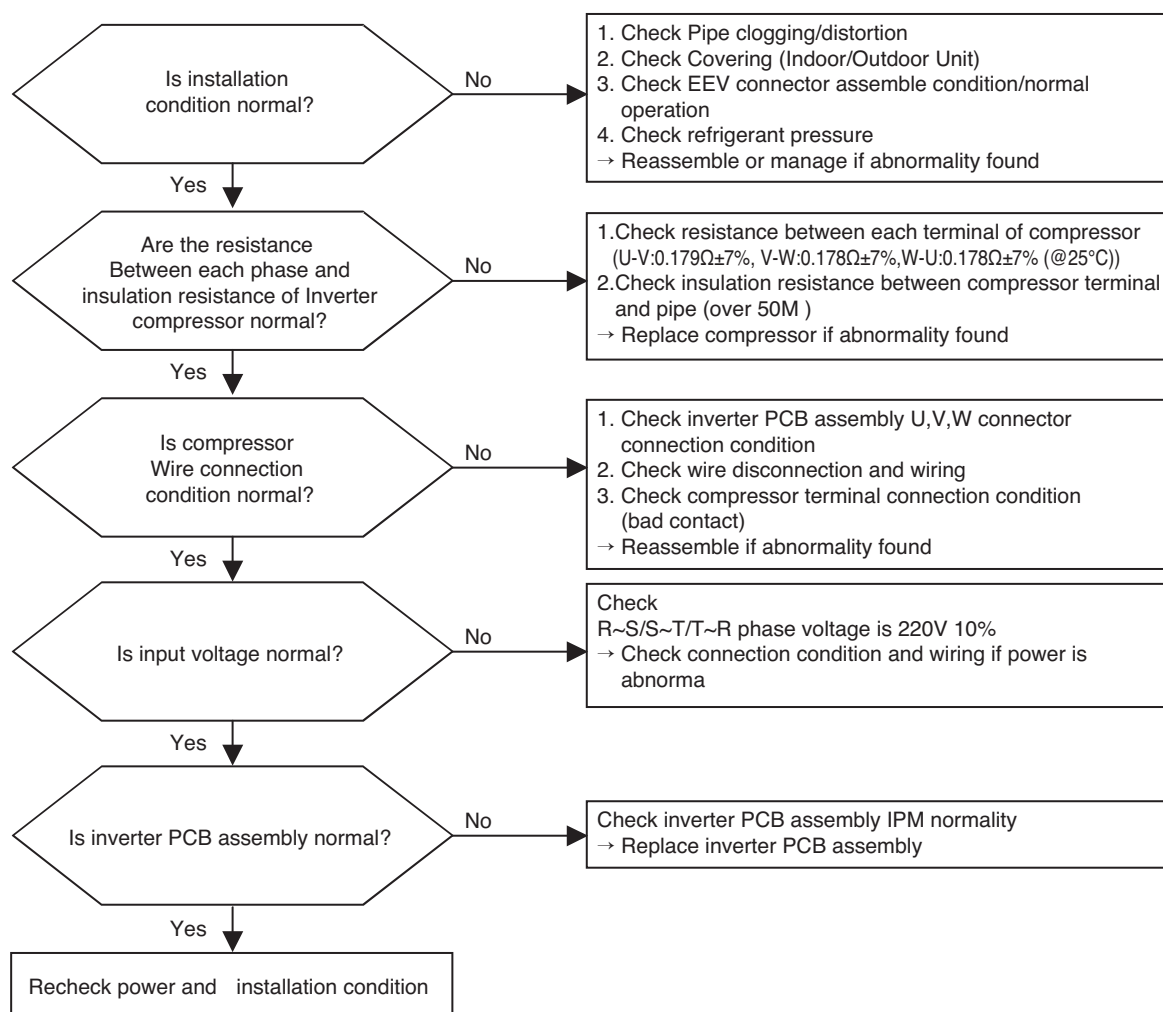 Is installation
condition normal?
No
1. Check Pipe clogging/distortion
2. Check Covering (Indoor/Outdoor Unit)
3. Check EEV connector assemble condition/normal
operation
4. Check refrigerant pressure
→ Reassemble or manage if abnormality found
Yes
Are the resistance
Between each phase and
insulation resistance of Inverter
compressor normal?
No
1.Check resistance between each terminal of compressor
(U-V:0.179Ω±7%, V-W:0.178Ω±7%,W-U:0.178Ω±7% (@25°C))
2.Check insulation resistance between compressor terminal
and pipe (over 50M )
→ Replace compressor if abnormality found
Yes
Is compressor
Wire connection
condition normal?
No
1. Check inverter PCB assembly U,V,W connector
connection condition
2. Check wire disconnection and wiring
3. Check compressor terminal connection condition
(bad contact)
→ Reassemble if abnormality found
Yes
Is input voltage normal?
No
Check
R~S/S~T/T~R phase voltage is 220V 10%
→ Check connection condition and wiring if power is
abnorma
Yes
Is inverter PCB assembly normal?
No
Check inverter PCB assembly IPM normality
→ Replace inverter PCB assembly
Yes
Recheck power and installation condition